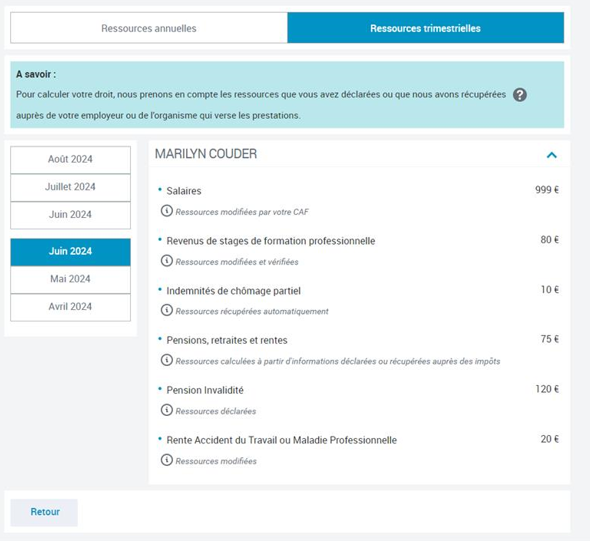 Ressources annuelles
Ressources trimestrielles
A savoir :
Pour calculer votre droit, nous prenons en compte les ressources que vous avez déclarées ou que nous avons récupérées ?
auprès de votre employeur ou de l'organisme qui verse les prestations.
Août 2024
Juillet 2024
Juin 2024
Juin 2024
Mai 2024
Avril 2024
MARILYN COUDER
• Salaires 999 €
i Ressources modifiées par votre CAF
• Revenus de stages de formation professionnelle 80 €
i Ressources modifiées et vérifiées
• Indemnités de chômage partiel 10 €
i Ressources récupérées automatiquement
• Pensions, retraites et rentes 75 €
i Ressources calculées à partir d'informations déclarées ou récupérées auprès des impôts
• Pension Invalidité 120 €
i Ressources déclarées
• Rente Accident du Travail ou Maladie Professionnelle 20 €
i Ressources modifiées
Retour